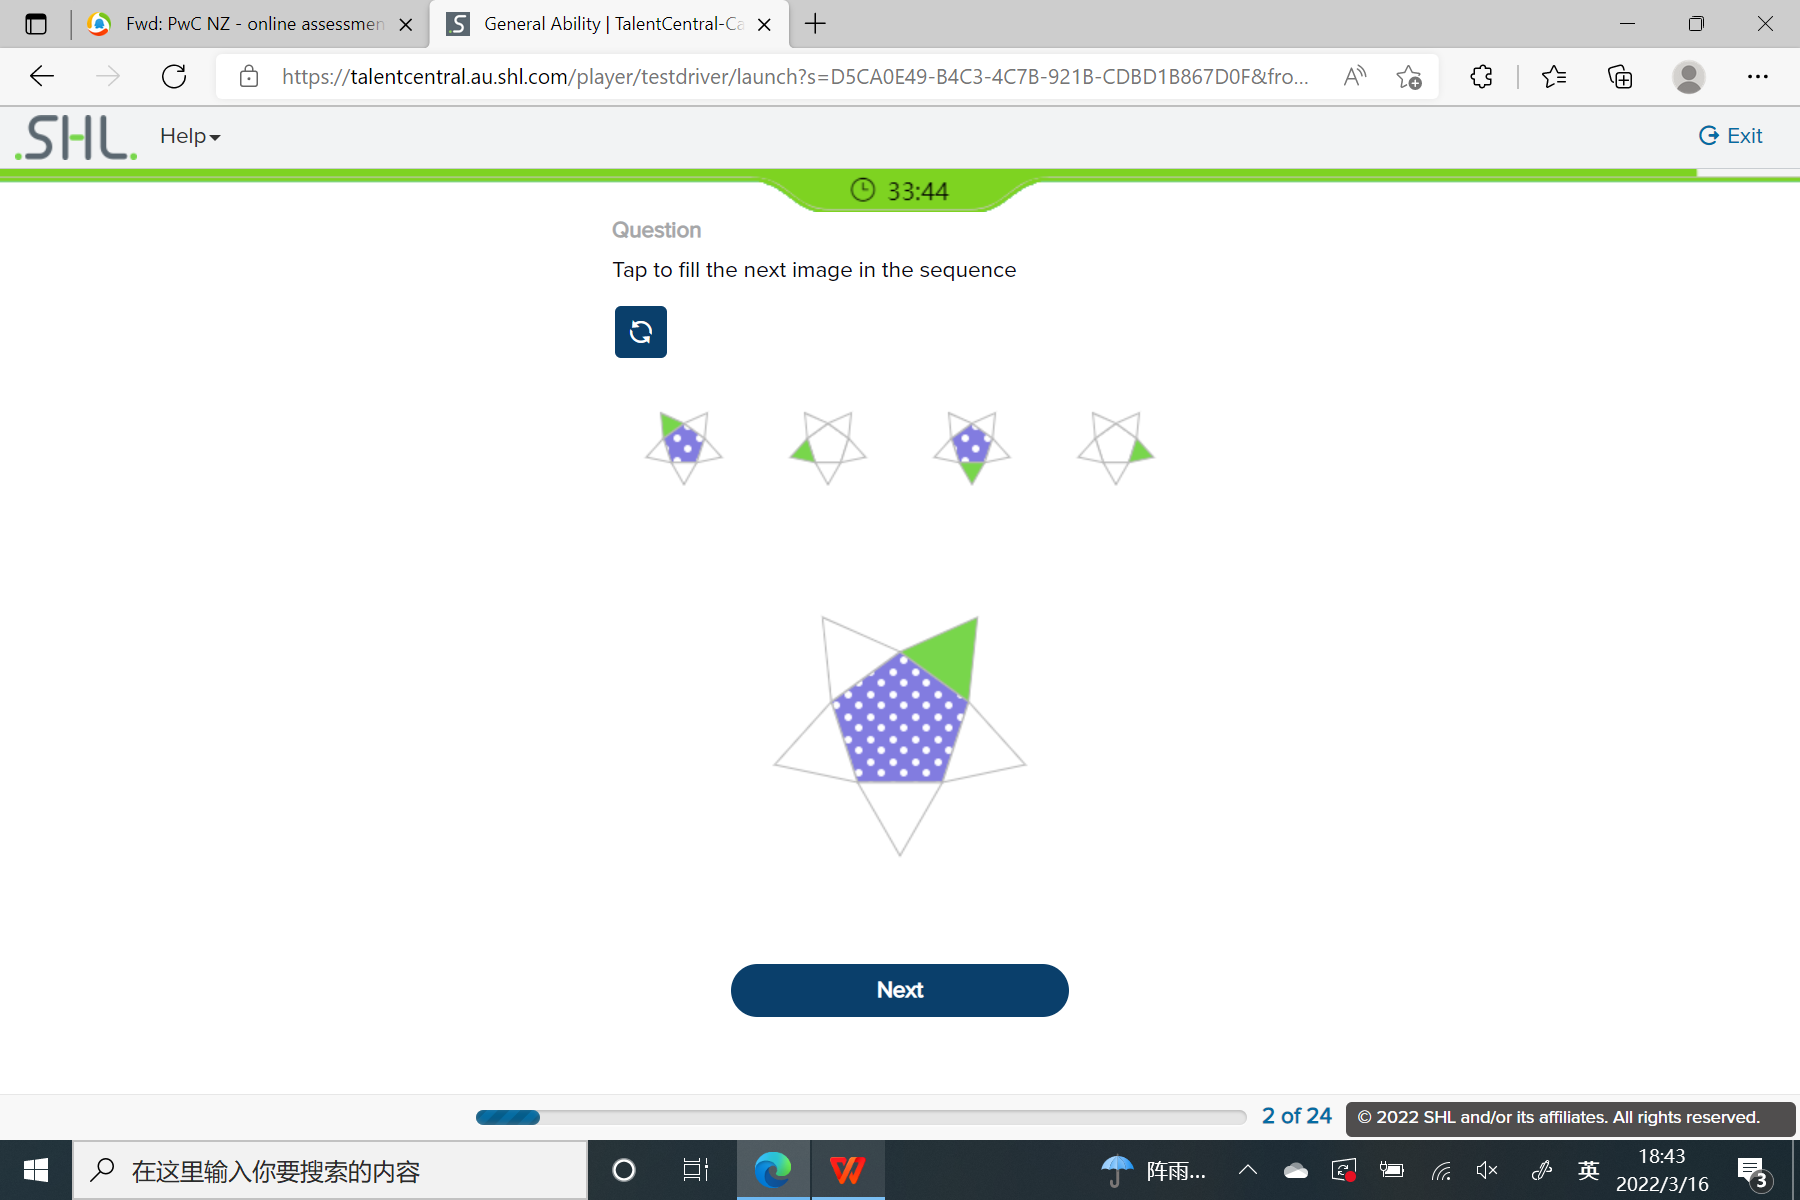 Fwd: PwC NZ - online assessmen
General Ability | TalentCentral-Ca
https://talentcentral.au.shl.com/player/testdriver/launch?s=D5CA0E49-B4C3-4C7B-921B-CDBD1B867D0F&fro...
.SHL.
Help
Exit
33:44
Question
Tap to fill the next image in the sequence
Next
2 of 24
© 2022 SHL and/or its affiliates. All rights reserved.
在这里输入你要搜索的内容
阵雨...
英
18:43
2022/3/16
3